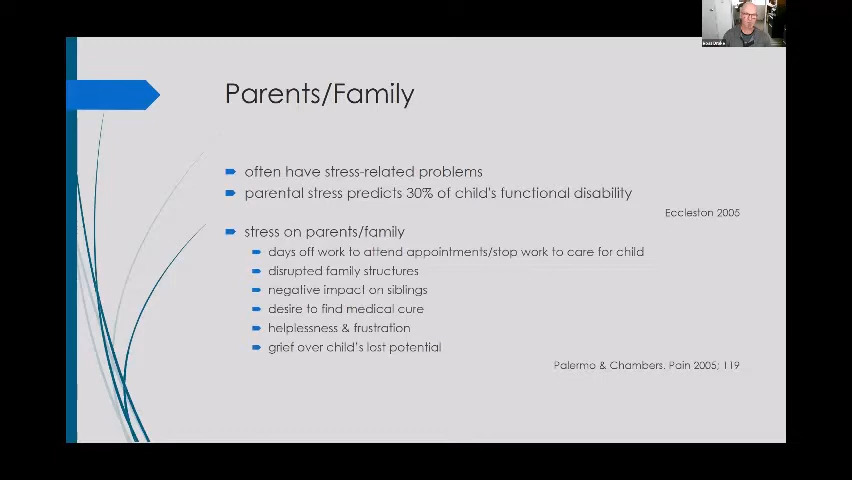 Ross Drake
Parents/Family
often have stress-related problems
parental stress predicts 30% of child's functional disability
Eccleston 2005
stress on parents/family
days off work to attend appointments/stop work to care for child
disrupted family structures
negative impact on siblings
desire to find medical cure
helplessness & frustration
grief over child's lost potential
Palermo & Chambers. Pain 2005; 119